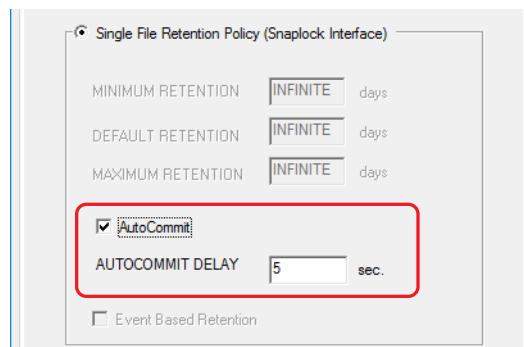 Single File Retention Policy (Snaplock Interface)
MINIMUM RETENTION INFINITE days
DEFAULT RETENTION INFINITE days
MAXIMUM RETENTION INFINITE days
AutoCommit
AUTOCOMMIT DELAY 5 sec.
Event Based Retention